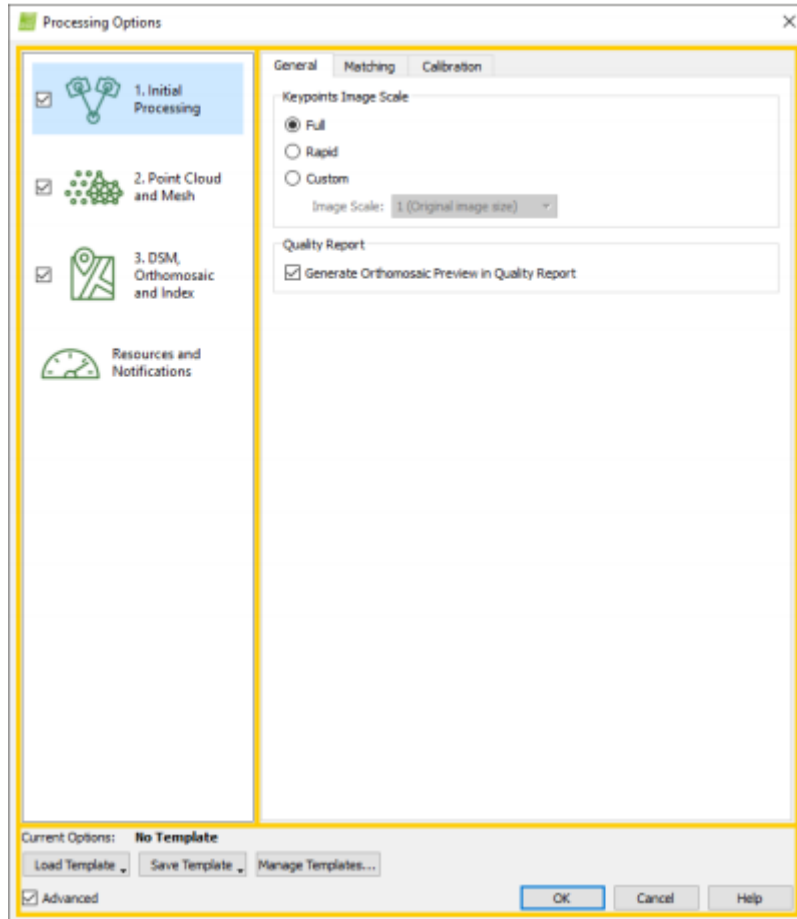 Processing Options
1. Initial
Processing
2. Point Cloud
and Mesh
3. DSM,
Orthomosaic
and Index
Resources and
Notifications
General Matching Calibration
Keypoints Image Scale
Full
Rapid
Custom
Image Scale: 1 (Original image size)
Quality Report
Generate Orthomosaic Preview in Quality Report
Current Options: No Template
Load Template Save Template Manage Templates...
Advanced OK Cancel Help